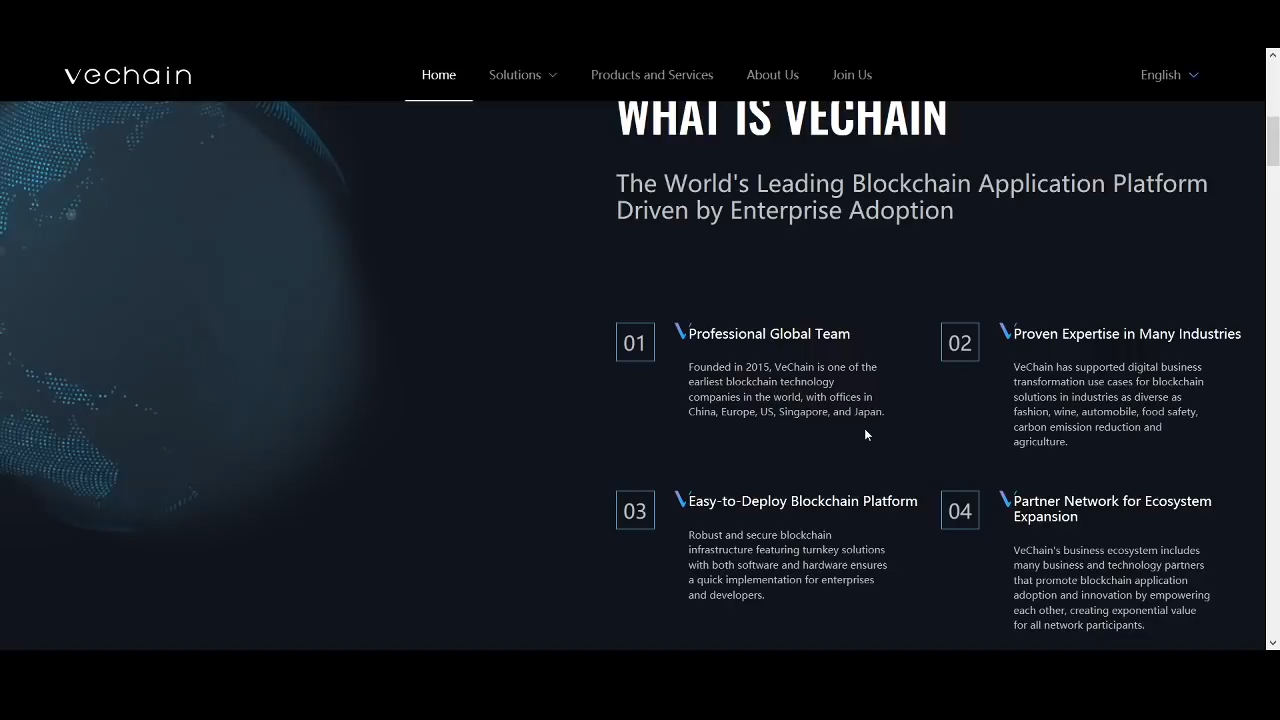 vechain
Home
Solutions
Products and Services
About Us
Join Us
English
WHAT IS VECHAIN
The World's Leading Blockchain Application Platform
Driven by Enterprise Adoption
01
Professional Global Team
Founded in 2015, VeChain is one of the
earliest blockchain technology
companies in the world, with offices in
China, Europe, US, Singapore, and Japan.
02
Proven Expertise in Many Industries
VeChain has supported digital business
transformation use cases for blockchain
solutions in industries as diverse as
fashion, wine, automobile, food safety,
carbon emission reduction and
agriculture.
03
Easy-to-Deploy Blockchain Platform
Robust and secure blockchain
infrastructure featuring turnkey solutions
with both software and hardware ensures
a quick implementation for enterprises
and developers.
04
Partner Network for Ecosystem
Expansion
VeChain's business ecosystem includes
many business and technology partners
that promote blockchain application
adoption and innovation by empowering
each other, creating exponential value
for all network participants.